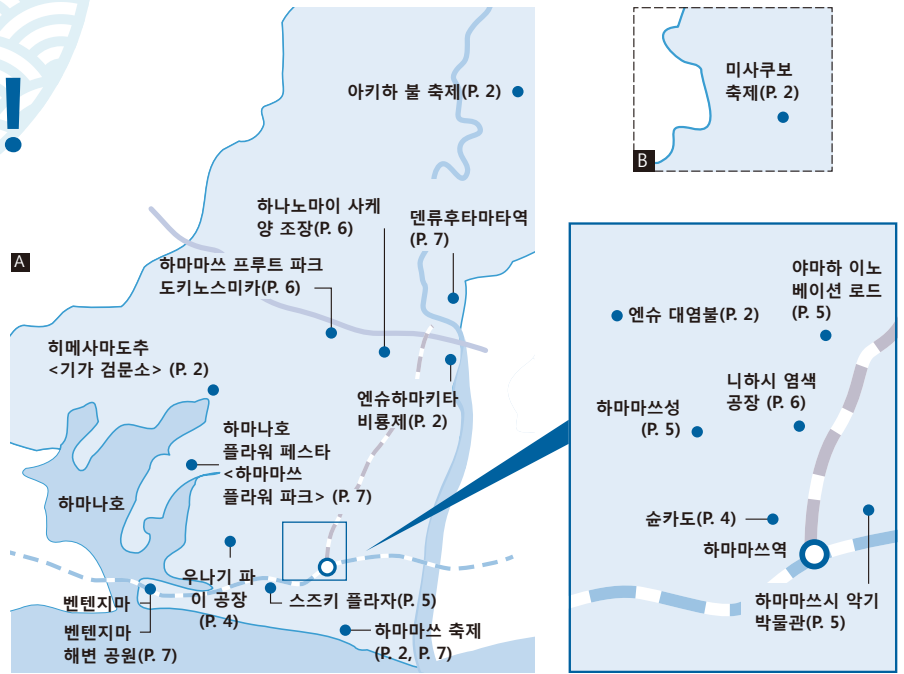 !
아키하 불 축제(P. 2)
미사쿠보
축제(P. 2)
B
A
하나노마이 사케
양 조장(P. 6)
덴류후타마타역
(P. 7)
하마마쓰 프루트 파크
도키노스미카(P. 6)
히메사마도추
<기가 검문소> (P. 2)
엔슈하마키타
비룡제(P. 2)
하마나호
플라워 페스타
<하마마쓰
플라워 파크> (P. 7)
하마나호
우나기 파
이 공장
(P. 4)
벤텐지마
벤텐지마
해변 공원(P. 7)
스즈키 플라자(P. 5)
하마마쓰 축제
(P. 2, P. 7)
야마하 이노
베이션 로드
(P. 5)
엔슈 대염불(P. 2)
니하시 염색
공장 (P. 6)
하마마쓰성
(P. 5)
슌카도(P. 4)
하마마쓰역
하마마쓰시 악기
박물관(P. 5)